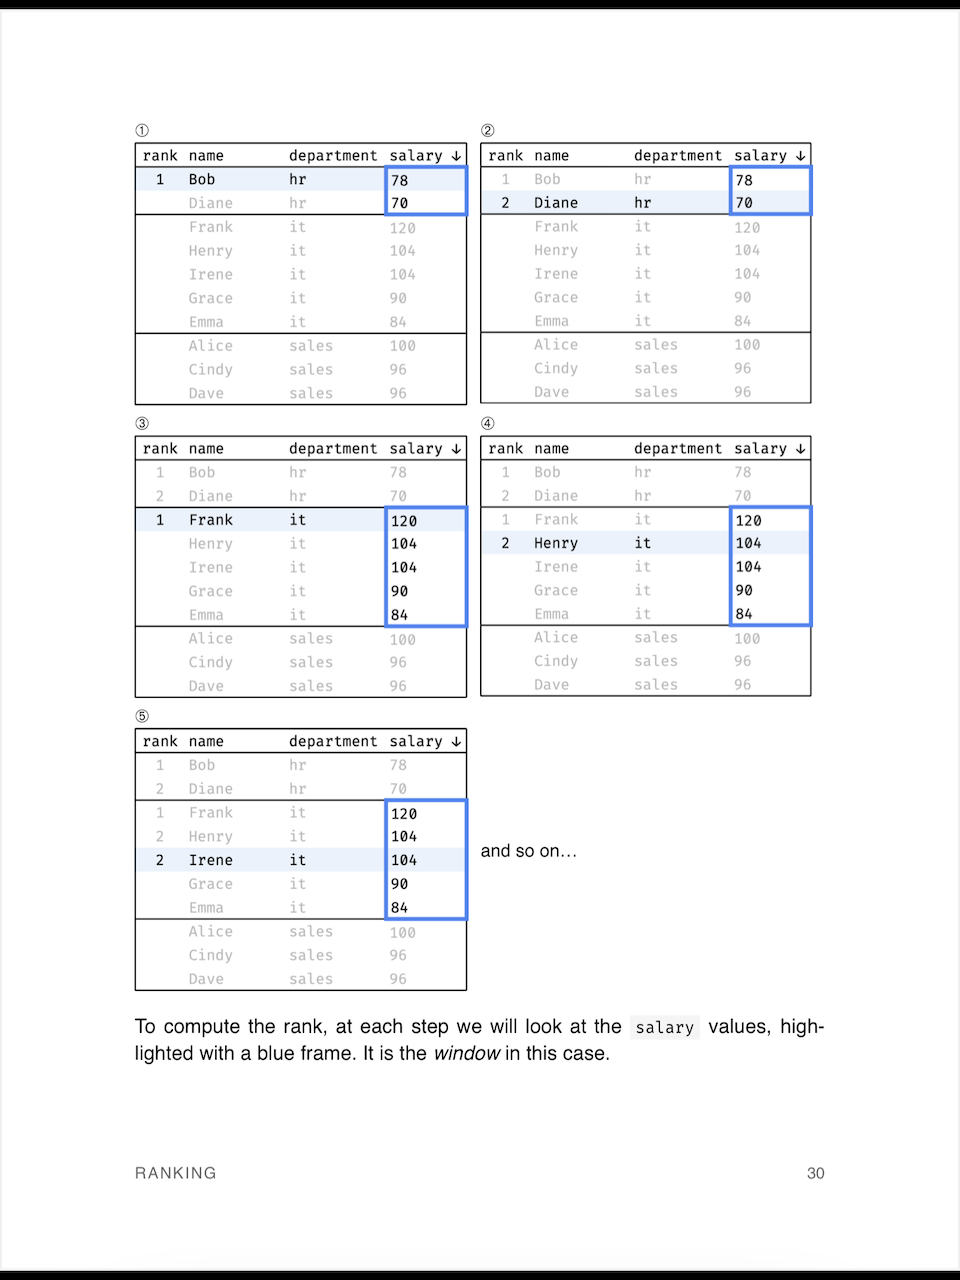 ①
rank name department salary ↓
1 Bob hr 78
Diane hr 70
Frank it 120
Henry it 104
Irene it 104
Grace it 90
Emma it 84
Alice sales 100
Cindy sales 96
Dave sales 96
②
rank name department salary ↓
1 Bob hr 78
2 Diane hr 70
Frank it 120
Henry it 104
Irene it 104
Grace it 90
Emma it 84
Alice sales 100
Cindy sales 96
Dave sales 96
③
rank name department salary ↓
1 Bob hr 78
2 Diane hr 70
1 Frank it 120
Henry it 104
Irene it 104
Grace it 90
Emma it 84
Alice sales 100
Cindy sales 96
Dave sales 96
④
rank name department salary ↓
1 Bob hr 78
2 Diane hr 70
1 Frank it 120
2 Henry it 104
Irene it 104
Grace it 90
Emma it 84
Alice sales 100
Cindy sales 96
Dave sales 96
⑤
rank name department salary ↓
1 Bob hr 78
2 Diane hr 70
1 Frank it 120
2 Henry it 104
2 Irene it 104
Grace it 90
Emma it 84
Alice sales 100
Cindy sales 96
Dave sales 96
and so on…
To compute the rank, at each step we will look at the salary values, high-
lighted with a blue frame. It is the window in this case.
RANKING 30